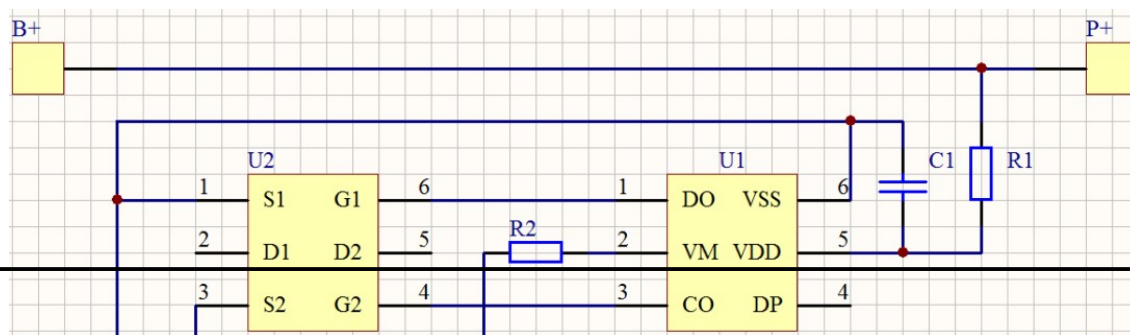 B+ P+
U2 U1 C1 R1
1 S1 G1 6 1 DO VSS 6
R2
2 D1 D2 5 2 VM VDD 5
3 S2 G2 4 3 CO DP 4